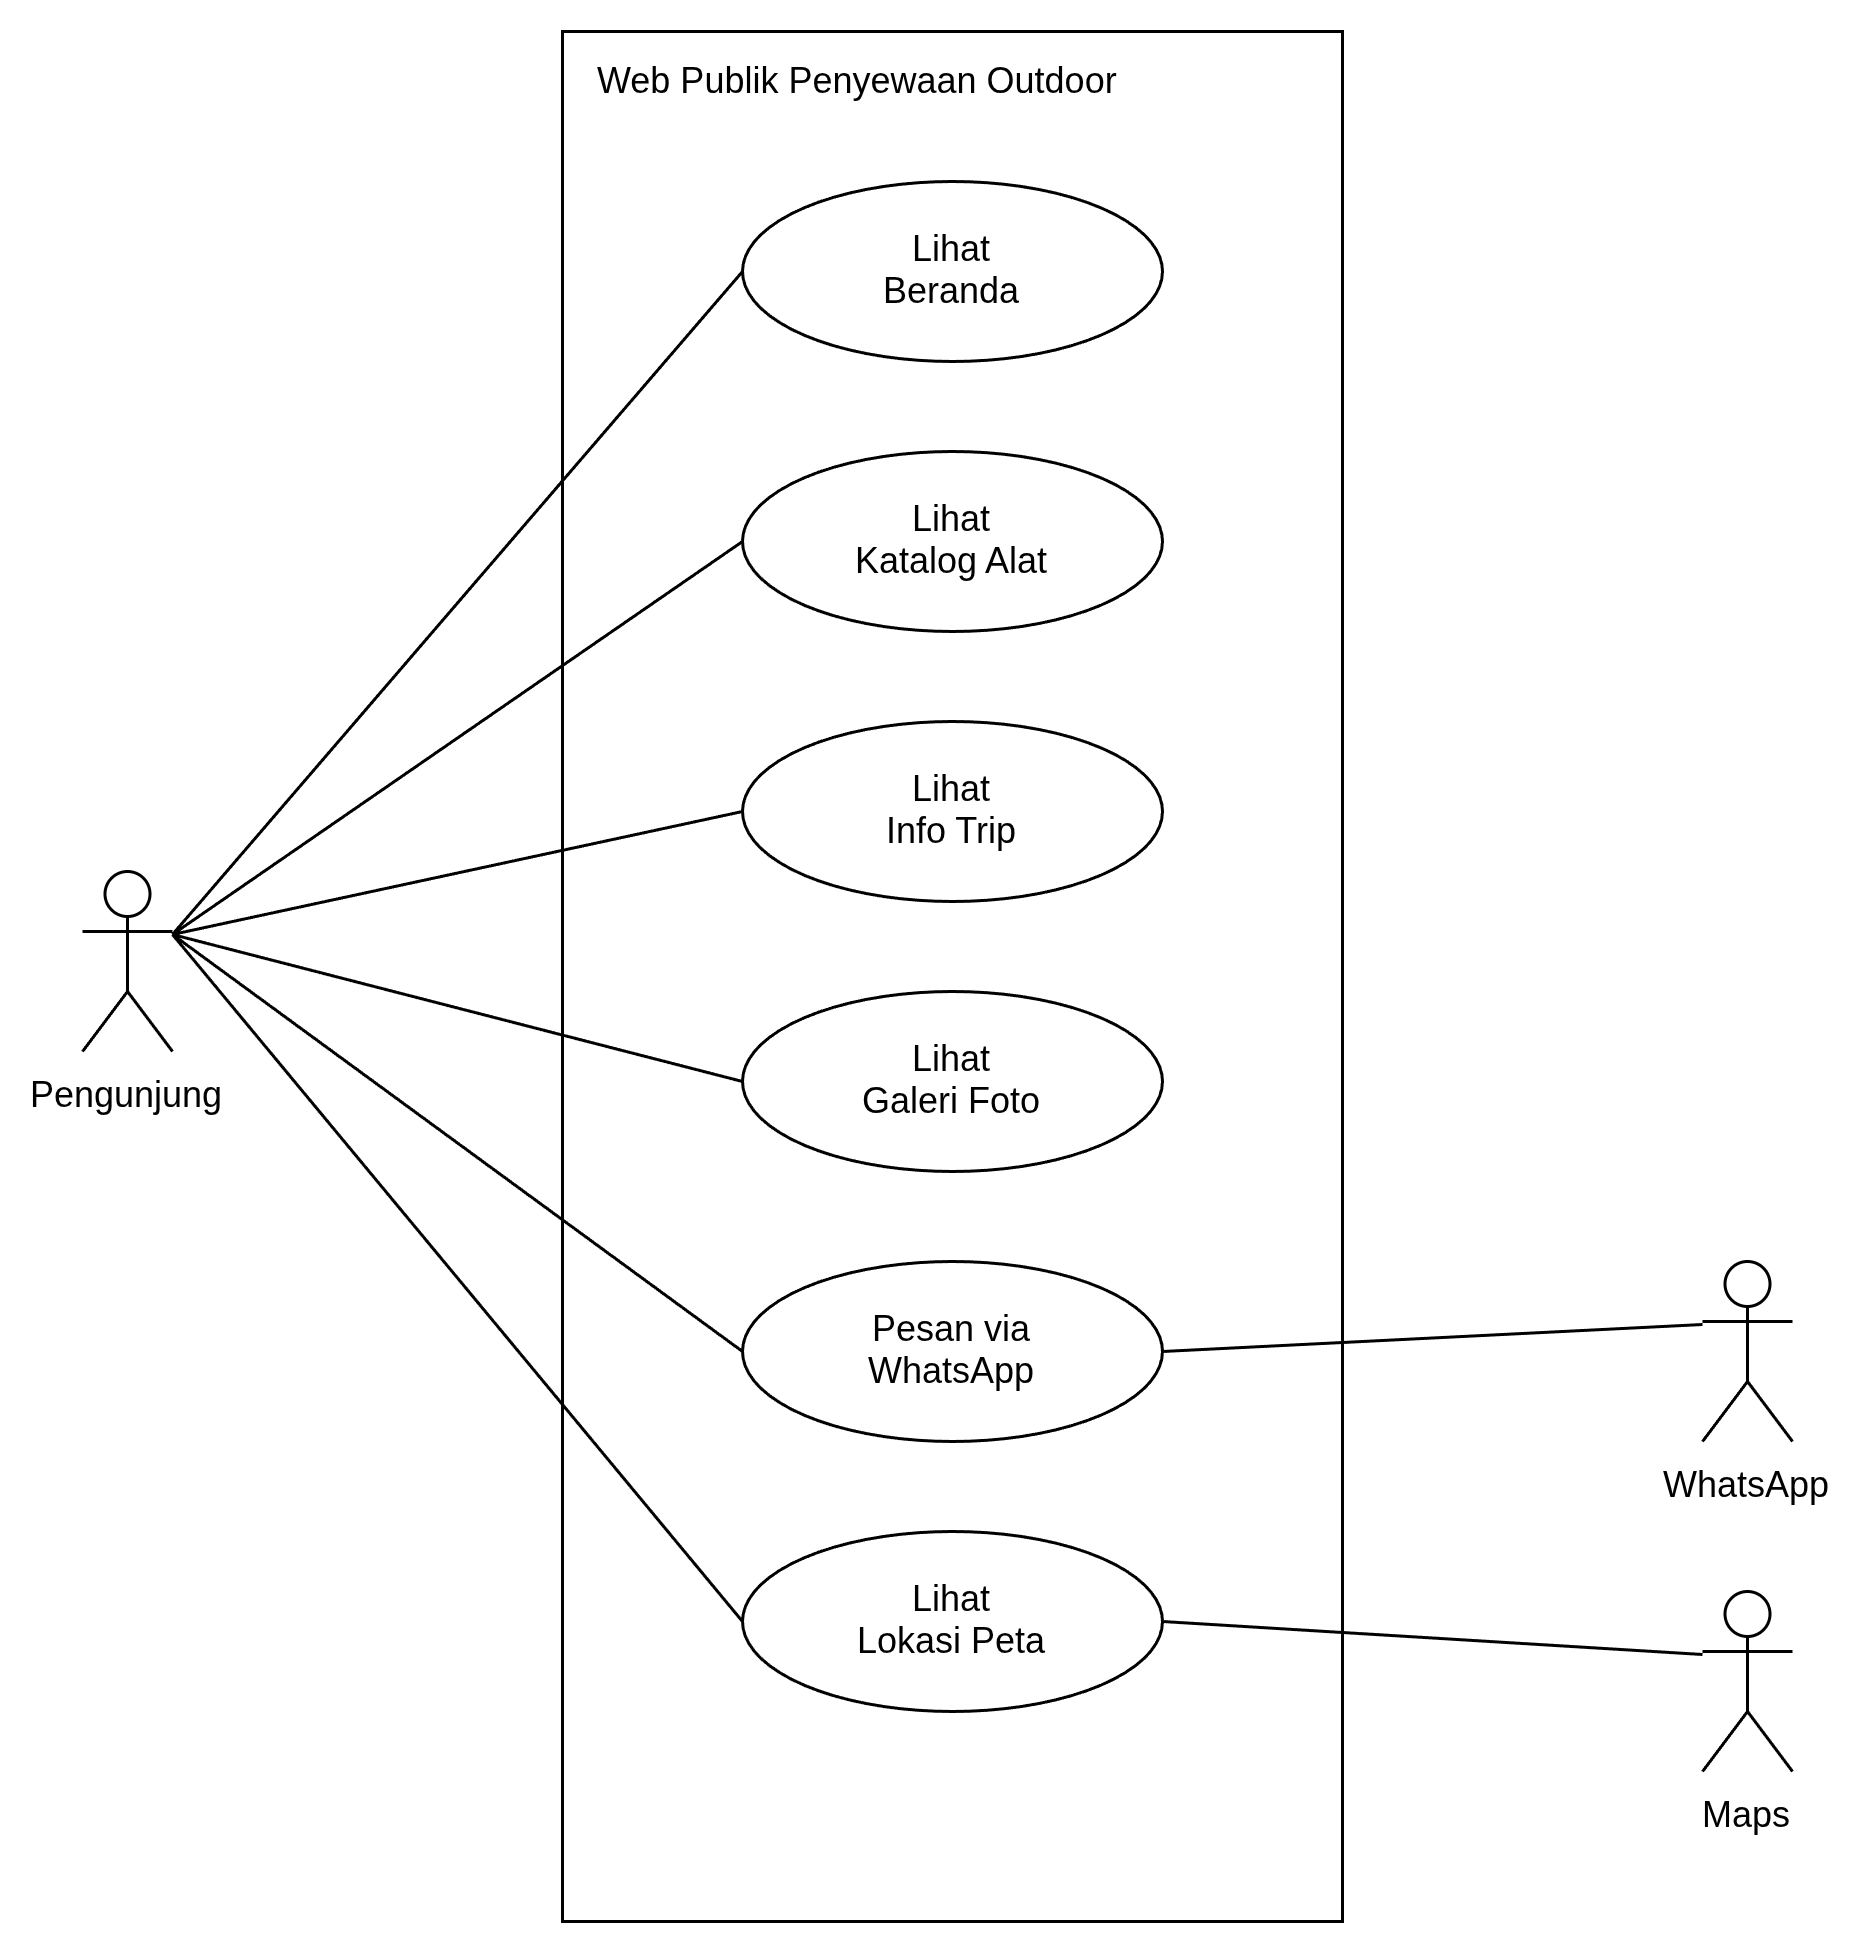 Web Publik Penyewaan Outdoor
Lihat
Beranda
Lihat
Katalog Alat
Lihat
Info Trip
Lihat
Galeri Foto
Pengunjung
Pesan via
WhatsApp
WhatsApp
Lihat
Lokasi Peta
Maps